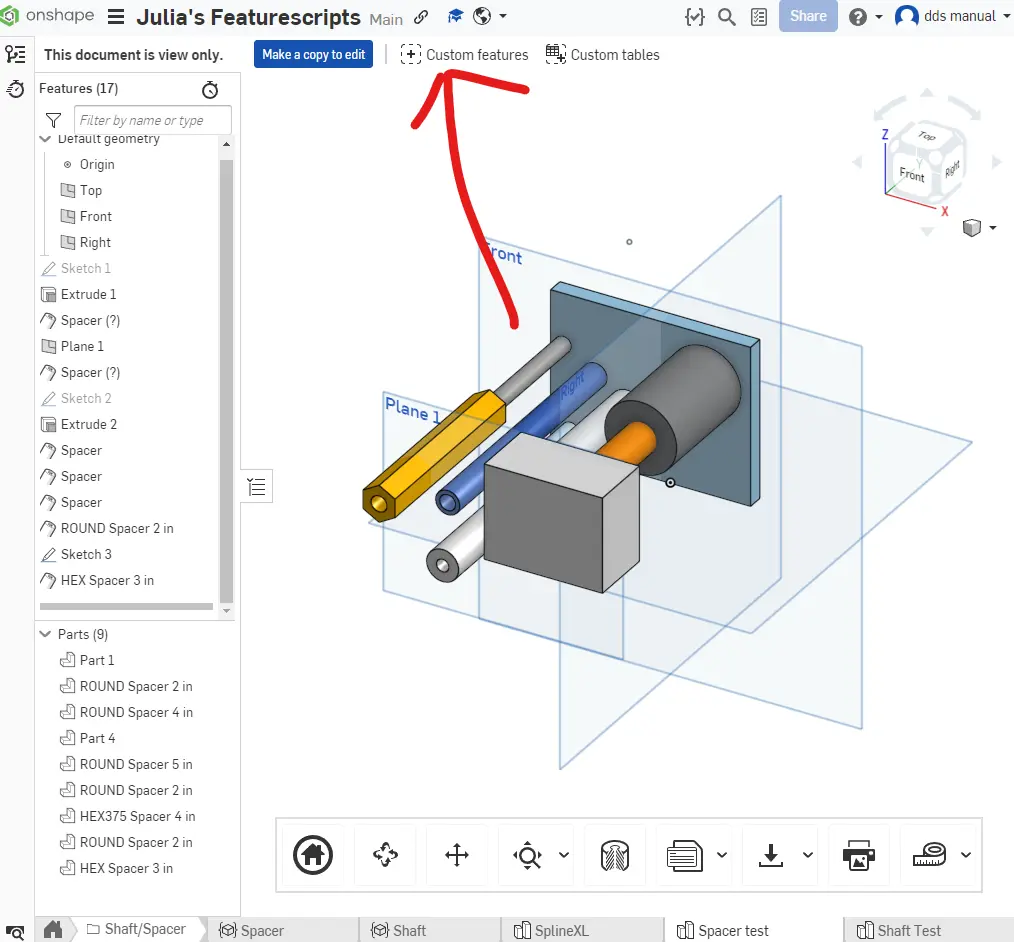 onshape Julia's Featurescripts Main Share dds manual
This document is view only. Make a copy to edit Custom features Custom tables
Features (17)
Filter by name or type
Default geometry
Origin
Top
Front
Right
Sketch 1
Extrude 1
Spacer (?)
Plane 1
Spacer (?)
Sketch 2
Extrude 2
Spacer
Spacer
Spacer
ROUND Spacer 2 in
Sketch 3
HEX Spacer 3 in
Parts (9)
Part 1
ROUND Spacer 2 in
ROUND Spacer 4 in
Part 4
ROUND Spacer 5 in
ROUND Spacer 2 in
HEX375 Spacer 4 in
ROUND Spacer 2 in
HEX Spacer 3 in
Z
Top
Y
Front
Right
X
Front
Right
Plane 1
Shaft/Spacer Spacer Shaft SplineXL Spacer test Shaft Test